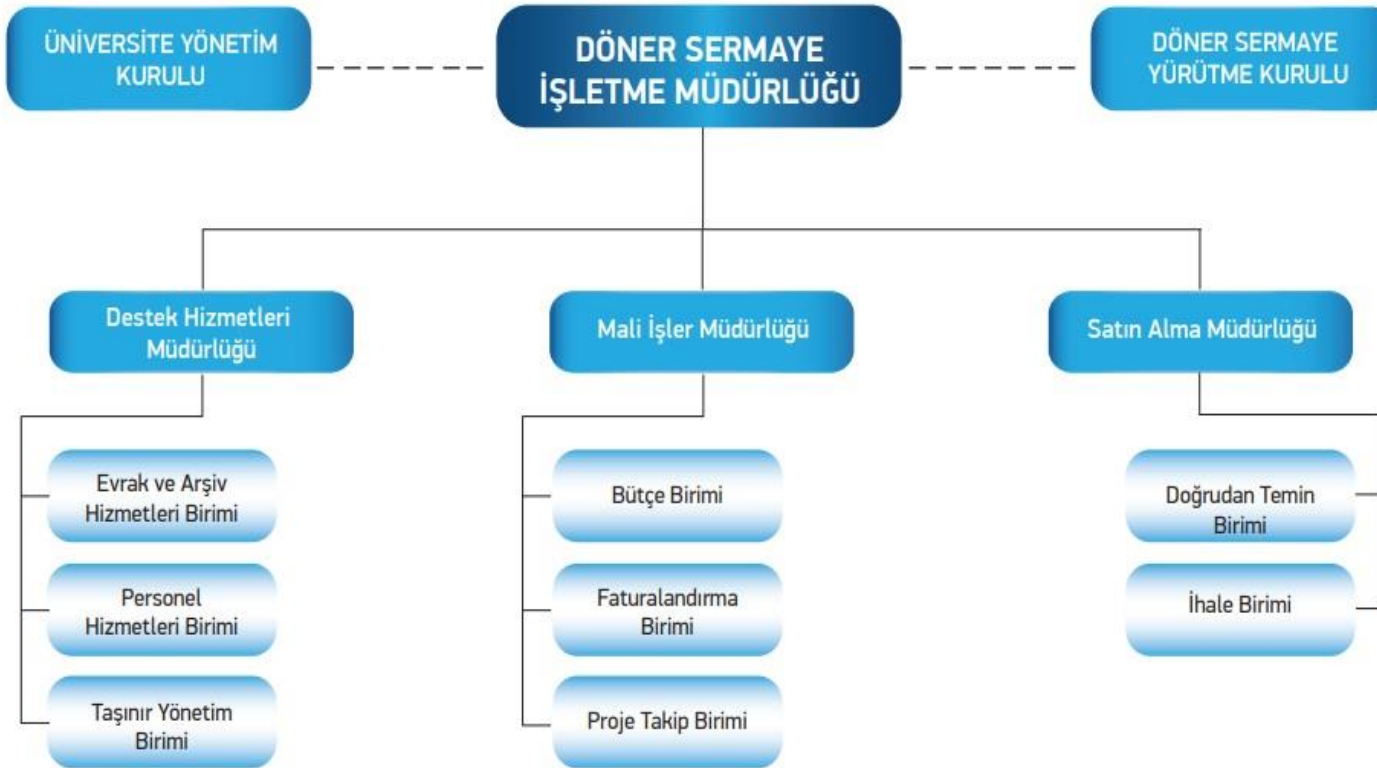 ÜNİVERSİTE YÖNETİM
KURULU
DÖNER SERMAYE
İŞLETME MÜDÜRLÜĞÜ
DÖNER SERMAYE
YÜRÜTME KURULU
Destek Hizmetleri
Müdürlüğü
Mali İşler Müdürlüğü
Satın Alma Müdürlüğü
Evrak ve Arşiv
Hizmetleri Birimi
Personel
Hizmetleri Birimi
Taşınır Yönetim
Birimi
Bütçe Birimi
Faturalandırma
Birimi
Proje Takip Birimi
Doğrudan Temin
Birimi
İhale Birimi